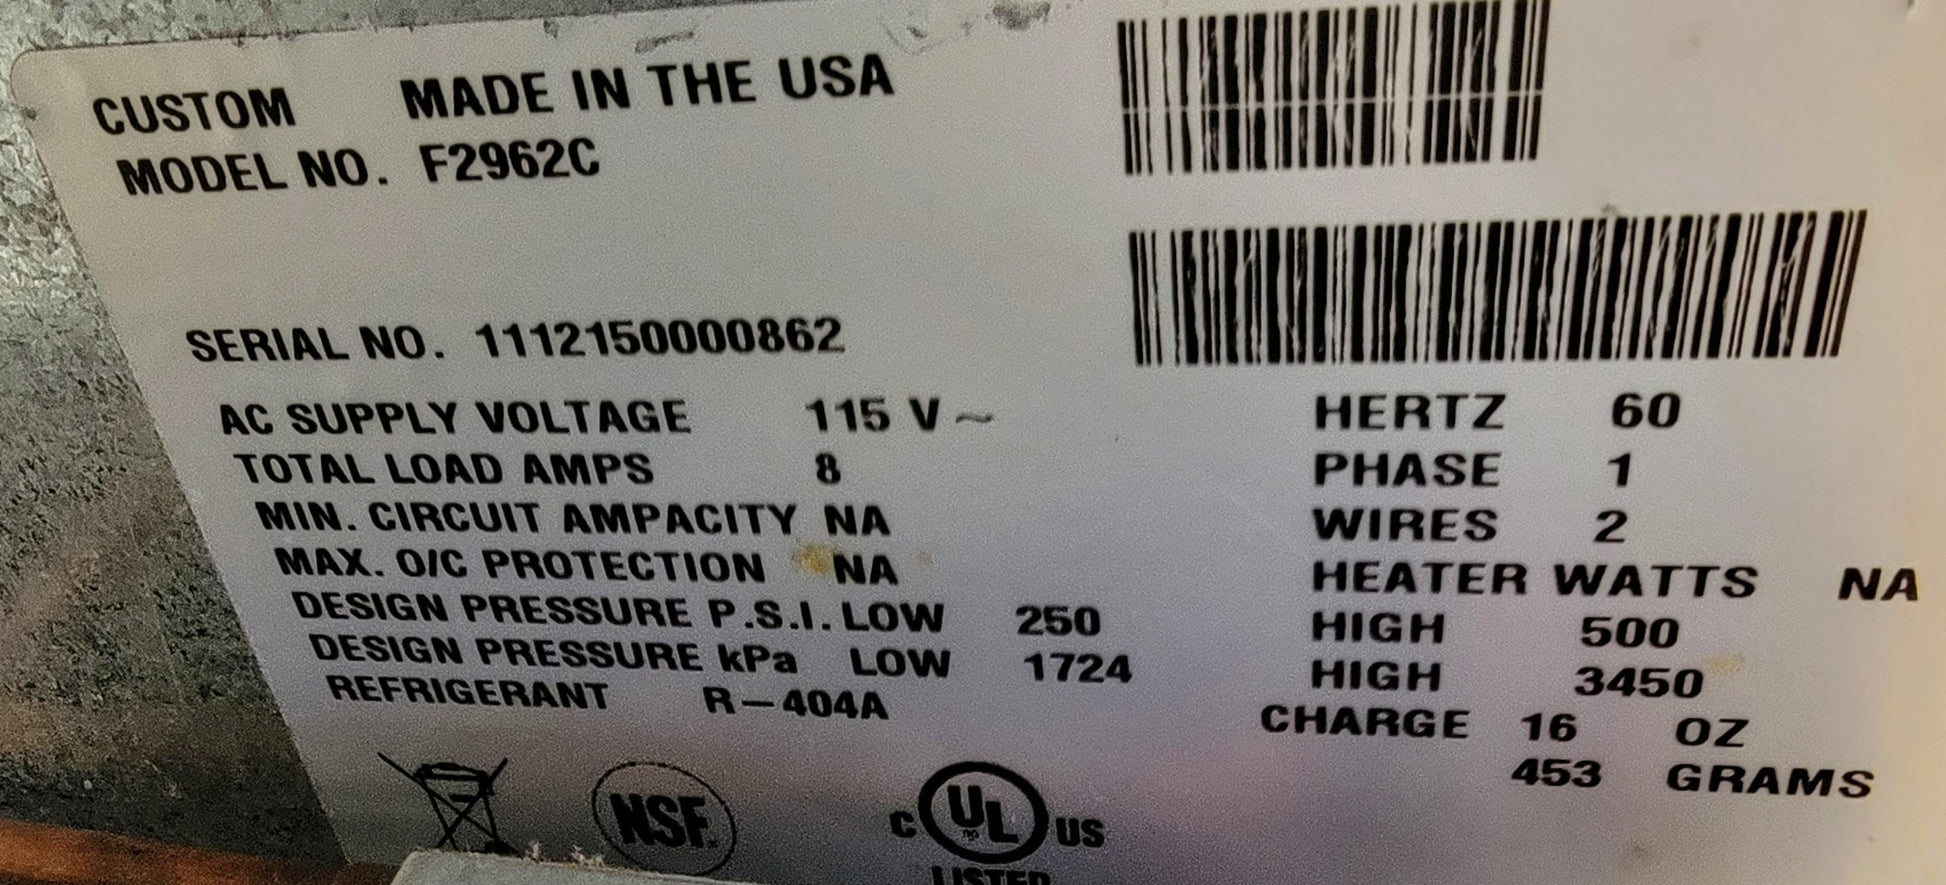 CUSTOM MADE IN THE USA
MODEL NO. F2962C
SERIAL NO. 1112150000862
AC SUPPLY VOLTAGE 115 V~ HERTZ 60
TOTAL LOAD AMPS 8 PHASE 1
MIN. CIRCUIT AMPACITY NA WIRES 2
MAX. O/C PROTECTION NA HEATER WATTS NA
DESIGN PRESSURE P.S.I. LOW 250 HIGH 500
DESIGN PRESSURE kPa LOW 1724 HIGH 3450
REFRIGERANT R-404A CHARGE 16 OZ
453 GRAMS
NSF.
C UL US
LISTED